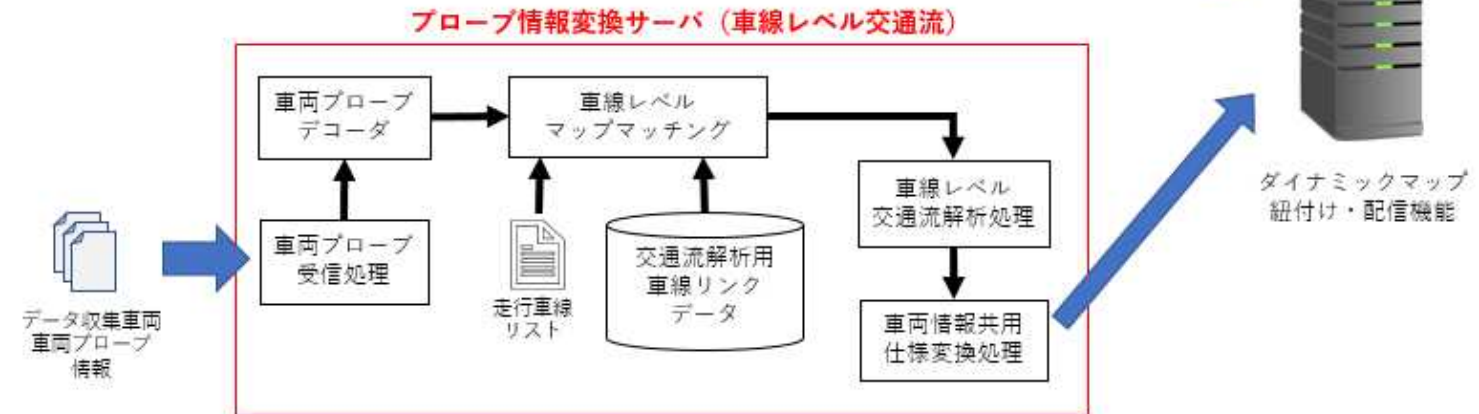 プローブ情報変換サーバ（車線レベル交通流）
車両プローブ
デコーダ
車線レベル
マップマッチング
車線レベル
交通流解析処理
ダイナミックマップ
紐付け・配信機能
車両プローブ
受信処理
走行車線
リスト
交通流解析用
車線リンク
データ
車両情報共用
仕様変換処理
データ収集車両
車両プローブ
情報